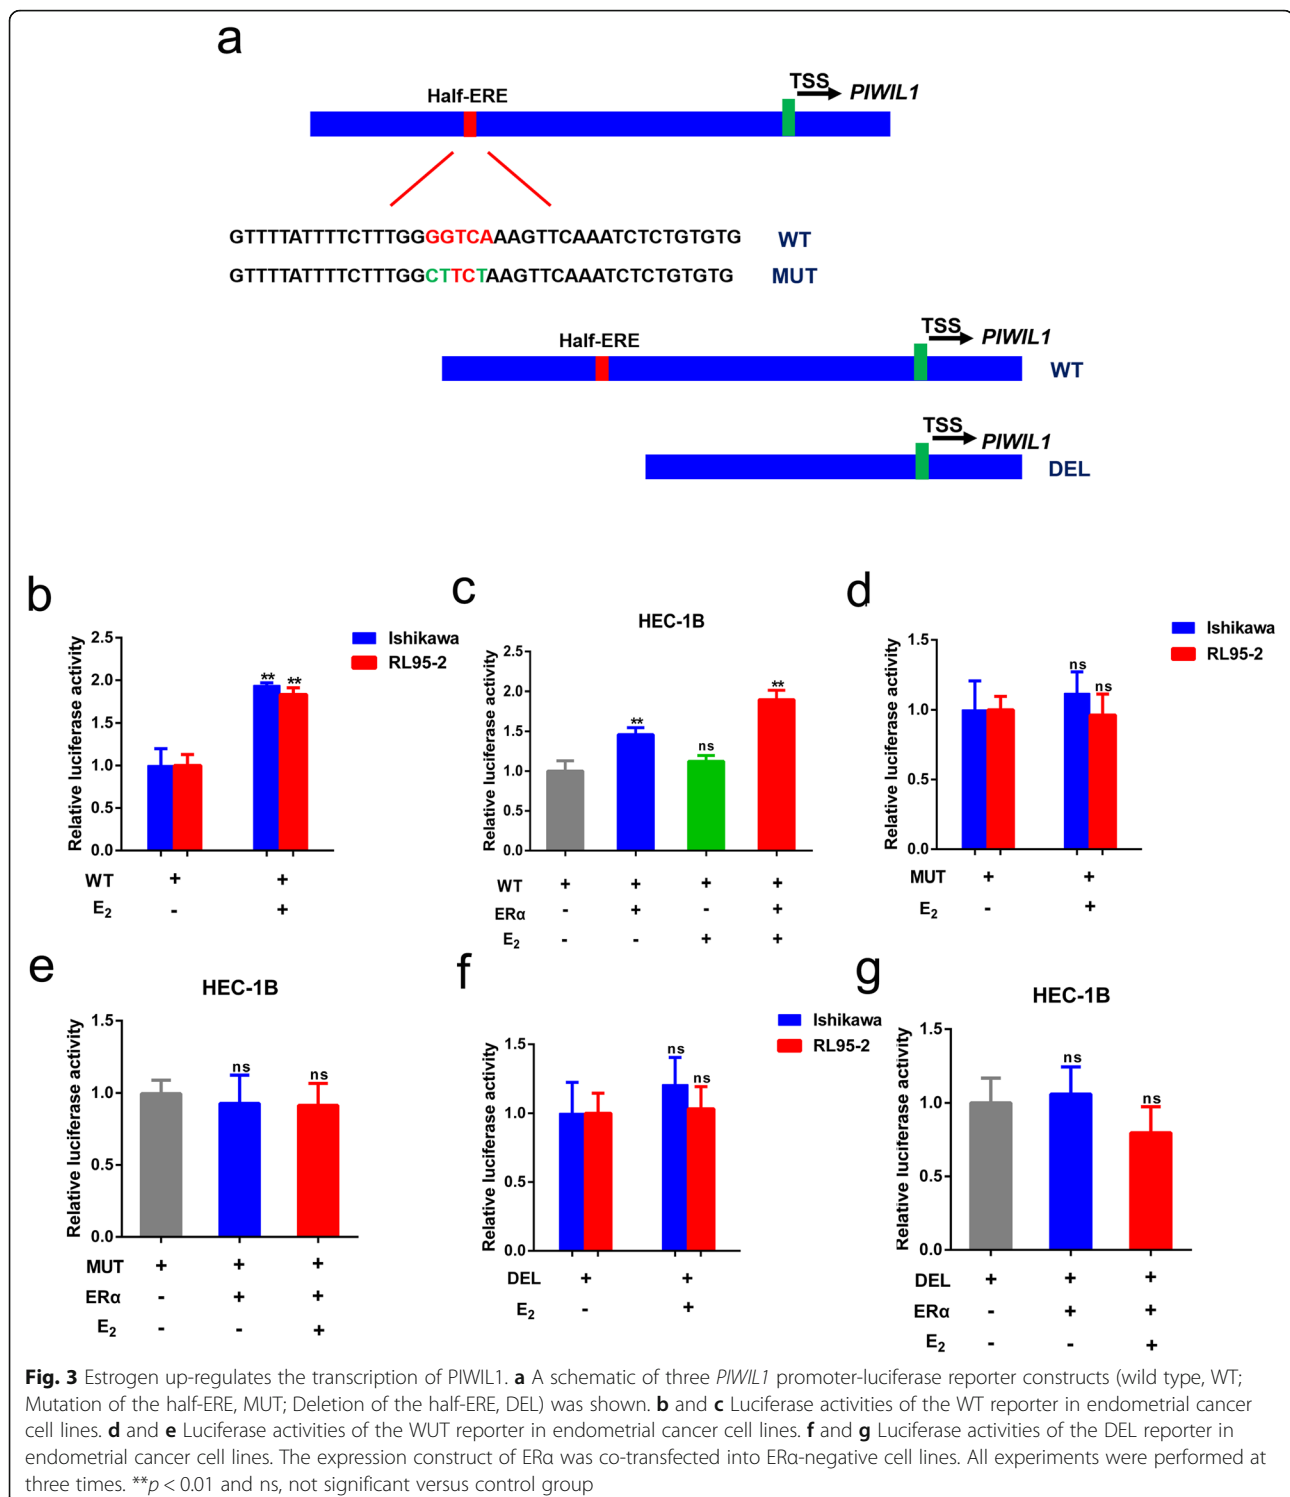 a
TSS
PIWIL1
Half-ERE
GTTTTATTTTCTTTGGGGTCAAAGTTCAAATCTCTGTGTG WT
GTTTTATTTTCTTTGGCTTCTAAGTTCAAATCTCTGTGTG MUT
TSS
PIWIL1
Half-ERE
WT
TSS
PIWIL1
DEL
b
Relative luciferase activity
2.5
2.0
1.5
1.0
0.5
0.0
** **
Ishikawa
RL95-2
WT + +
E2 - +
c
HEC-1B
Relative luciferase activity
2.5
2.0
1.5
1.0
0.5
0.0
** ns **
WT + + + +
ERα - + - +
E2 - - + +
d
Relative luciferase activity
1.5
1.0
0.5
0.0
ns ns
Ishikawa
RL95-2
MUT + +
E2 - +
e
HEC-1B
Relative luciferase activity
1.5
1.0
0.5
0.0
ns ns
MUT + + +
ERα - + +
E2 - - +
f
Relative luciferase activity
1.5
1.0
0.5
0.0
ns ns
Ishikawa
RL95-2
DEL + +
E2 - +
g
HEC-1B
Relative luciferase activity
1.5
1.0
0.5
0.0
ns ns
DEL + + +
ERα - + +
E2 - - +
Fig. 3 Estrogen up-regulates the transcription of PIWIL1. a A schematic of three PIWIL1 promoter-luciferase reporter constructs (wild type, WT;
Mutation of the half-ERE, MUT; Deletion of the half-ERE, DEL) was shown. b and c Luciferase activities of the WT reporter in endometrial cancer
cell lines. d and e Luciferase activities of the WUT reporter in endometrial cancer cell lines. f and g Luciferase activities of the DEL reporter in
endometrial cancer cell lines. The expression construct of ERα was co-transfected into ERα-negative cell lines. All experiments were performed at
three times. **p < 0.01 and ns, not significant versus control group